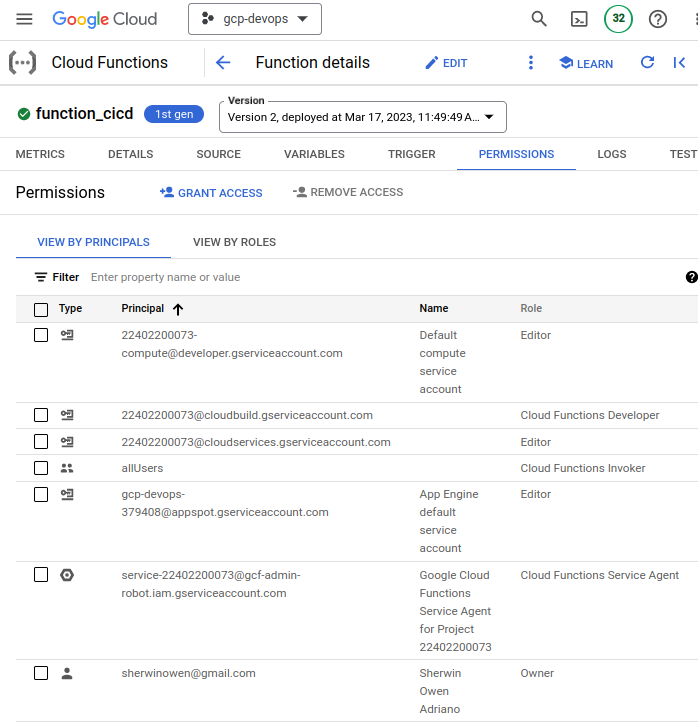 Google Cloud
gcp-devops
32
Cloud Functions
Function details
EDIT
LEARN
function_cicd
1st gen
Version
Version 2, deployed at Mar 17, 2023, 11:49:49 A...
METRICS
DETAILS
SOURCE
VARIABLES
TRIGGER
PERMISSIONS
LOGS
TEST
Permissions
GRANT ACCESS
REMOVE ACCESS
VIEW BY PRINCIPALS
VIEW BY ROLES
Filter
Enter property name or value
Type
Principal
Name
Role
22402200073-
compute@developer.gserviceaccount.com
Default
compute
service
account
Editor
22402200073@cloudbuild.gserviceaccount.com
Cloud Functions Developer
22402200073@cloudservices.gserviceaccount.com
Editor
allUsers
Cloud Functions Invoker
gcp-devops-
379408@appspot.gserviceaccount.com
App Engine
default
service
account
Editor
service-22402200073@gcf-admin-
robot.iam.gserviceaccount.com
Google Cloud
Functions
Service Agent
for Project
22402200073
Cloud Functions Service Agent
sherwinowen@gmail.com
Sherwin
Owen
Adriano
Owner